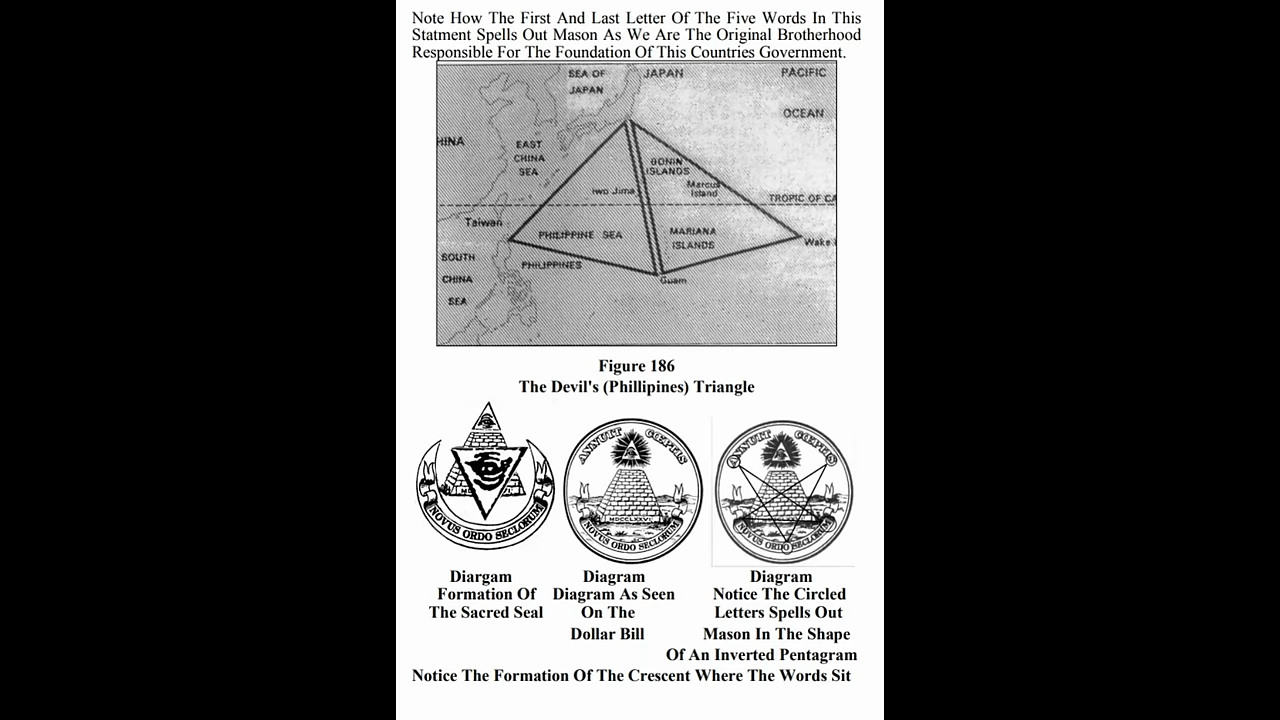 Note How The First And Last Letter Of The Five Words In This
Statment Spells Out Mason As We Are The Original Brotherhood
Responsible For The Foundation Of This Countries Government.
SEA OF
JAPAN
JAPAN
PACIFIC
OCEAN
HINA
EAST
CHINA
SEA
BONIN
ISLANDS
Iwo Jima
Marcus
Island
TROPIC OF CA
Taiwan
PHILIPPINE SEA
MARIANA
ISLANDS
Wake
SOUTH
CHINA
SEA
PHILIPPINES
Guam
Figure 186
The Devil's (Phillipines) Triangle
NOVUS ORDO SECLORUM
ANNUIT CŒPTIS
MDCCLXXVI
NOVUS ORDO SECLORUM
ANNUIT CŒPTIS
NOVUS ORDO SECLORUM
Diargam
Formation Of
The Sacred Seal
Diagram
Diagram As Seen
On The
Dollar Bill
Diagram
Notice The Circled
Letters Spells Out
Mason In The Shape
Of An Inverted Pentagram
Notice The Formation Of The Crescent Where The Words Sit